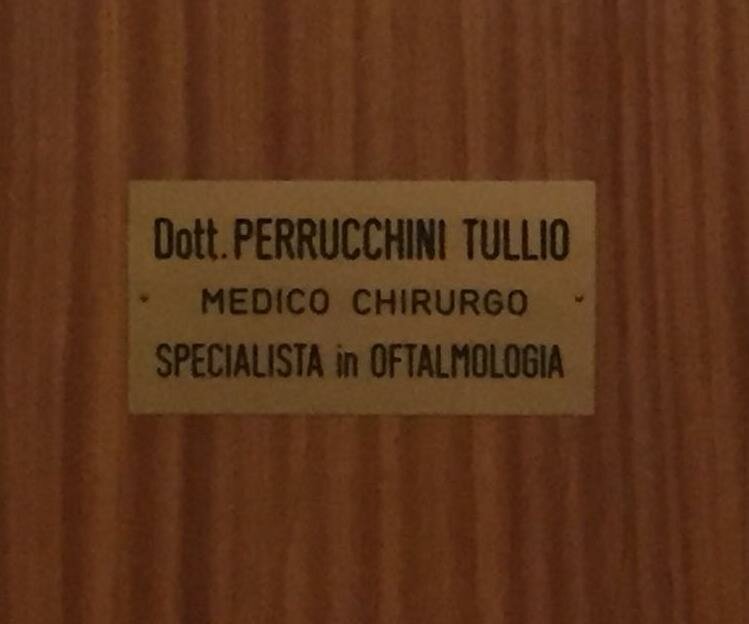 Dott. PERRUCCHINI TULLIO
MEDICO CHIRURGO
SPECIALISTA in OFTALMOLOGIA